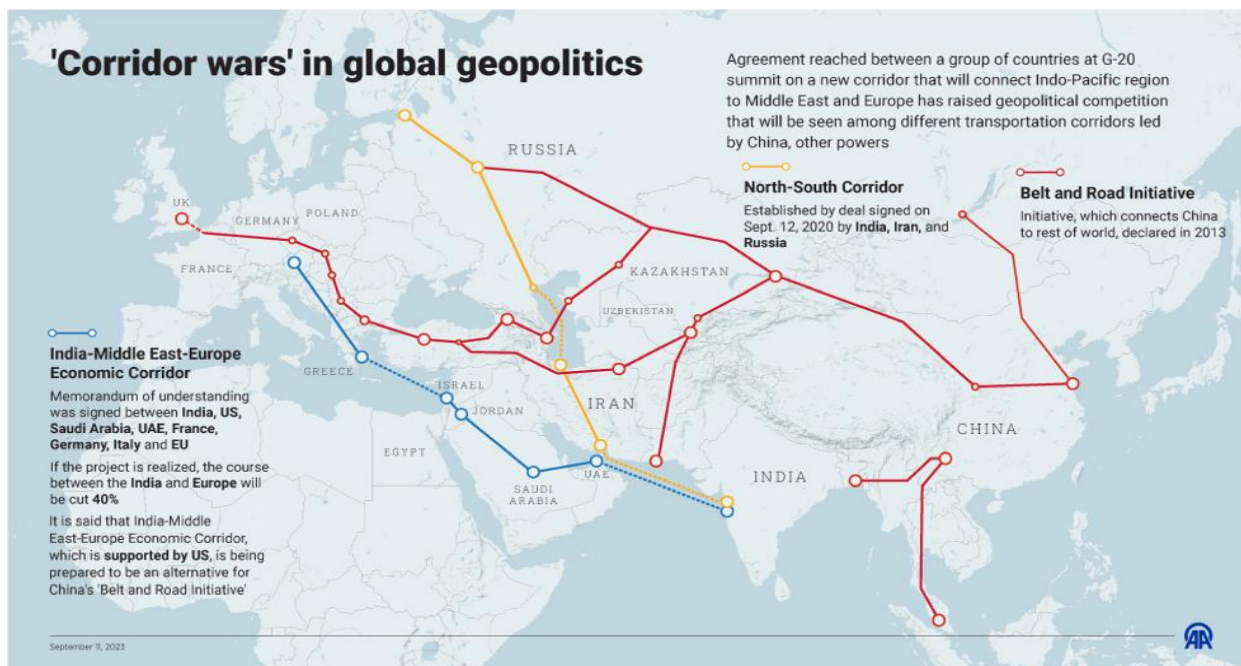 'Corridor wars' in global geopolitics
Agreement reached between a group of countries at G-20
summit on a new corridor that will connect Indo-Pacific region
to Middle East and Europe has raised geopolitical competition
that will be seen among different transportation corridors led
by China, other powers
North-South Corridor
Established by deal signed on
Sept. 12, 2020 by India, Iran, and
Russia
Belt and Road Initiative
Initiative, which connects China
to rest of world, declared in 2013
RUSSIA
UK
GERMANY
POLAND
FRANCE
KAZAKHSTAN
UZBEKISTAN
GREECE
ISRAEL
JORDAN
IRAN
EGYPT
SAUDI
ARABIA
UAE
INDIA
CHINA
India-Middle East-Europe
Economic Corridor
Memorandum of understanding
was signed between India, US,
Saudi Arabia, UAE, France,
Germany, Italy and EU
If the project is realized, the course
between the India and Europe will
be cut 40%
It is said that India-Middle
East-Europe Economic Corridor,
which is supported by US, is being
prepared to be an alternative for
China's 'Belt and Road Initiative'
September 11, 2023
AA